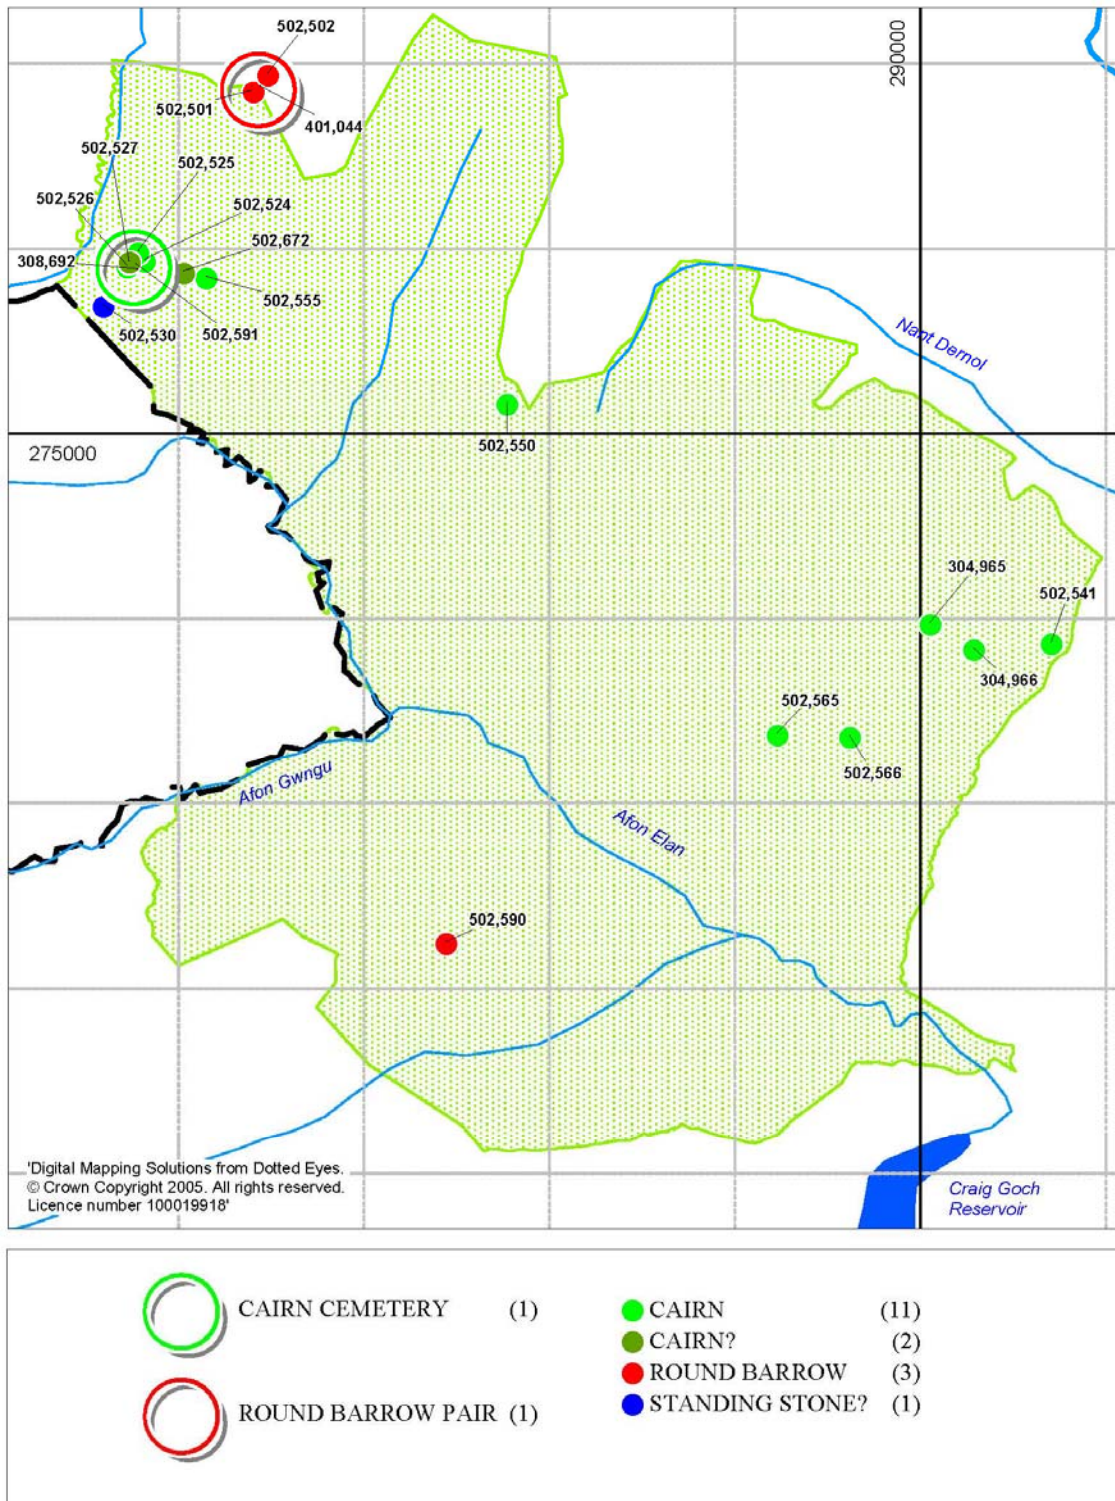 502,502
290000
502,501
401,044
502,527
502,525
502,526
502,524
502,672
308,692
502,555
502,530
502,591
Nant Dernol
275000
502,550
304,965
502,541
304,966
502,565
502,566
Afon Gwngu
Afon Elan
502,590
'Digital Mapping Solutions from Dotted Eyes.
© Crown Copyright 2005. All rights reserved.
Licence number 100019918'
Craig Goch
Reservoir
CAIRN CEMETERY (1)
ROUND BARROW PAIR (1)
CAIRN (11)
CAIRN? (2)
ROUND BARROW (3)
STANDING STONE? (1)